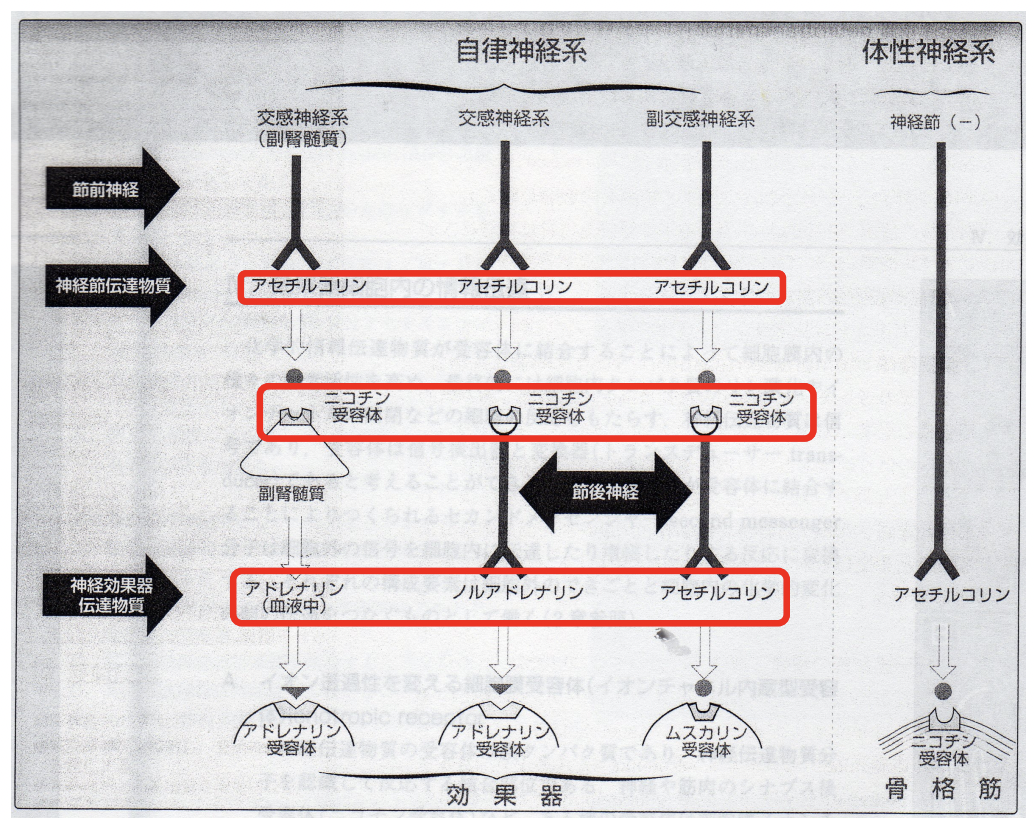 自律神経系
体性神経系
交感神経系
(副腎髄質)
交感神経系
副交感神経系
神経節(-)
節前神経
神経節伝達物質
アセチルコリン
アセチルコリン
アセチルコリン
ニコチン
受容体
ニコチン
受容体
ニコチン
受容体
副腎髄質
節後神経
神経効果器
伝達物質
アドレナリン
(血液中)
ノルアドレナリン
アセチルコリン
アセチルコリン
アドレナリン
受容体
アドレナリン
受容体
ムスカリン
受容体
ニコチン
受容体
効果器
骨格筋